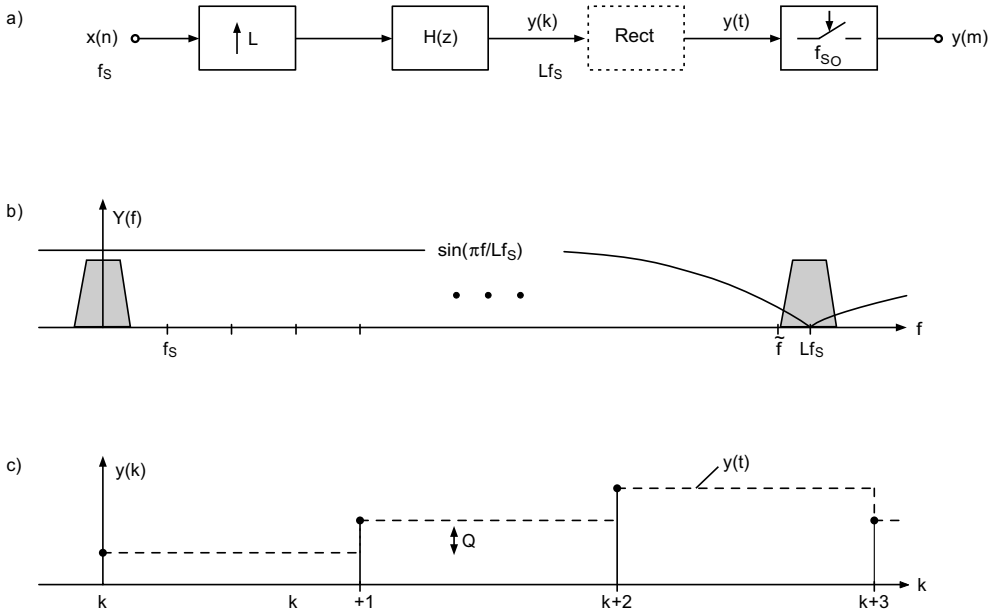 a)
x(n)
f_S
L
H(z)
y(k)
Lf_S
Rect
y(t)
f_SO
y(m)
b)
Y(f)
sin(πf/Lf_S)
f_S
f̃
Lf_S
f
c)
y(k)
y(t)
Q
k
k
+1
k+2
k+3
k